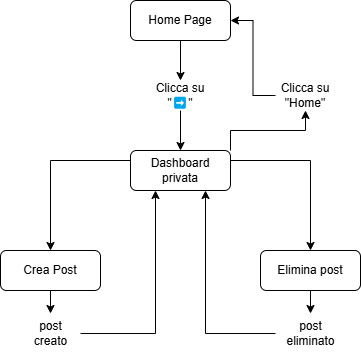 Home Page
Clicca su
"➡️"
Clicca su
"Home"
Dashboard
privata
Crea Post
Elimina post
post
creato
post
eliminato